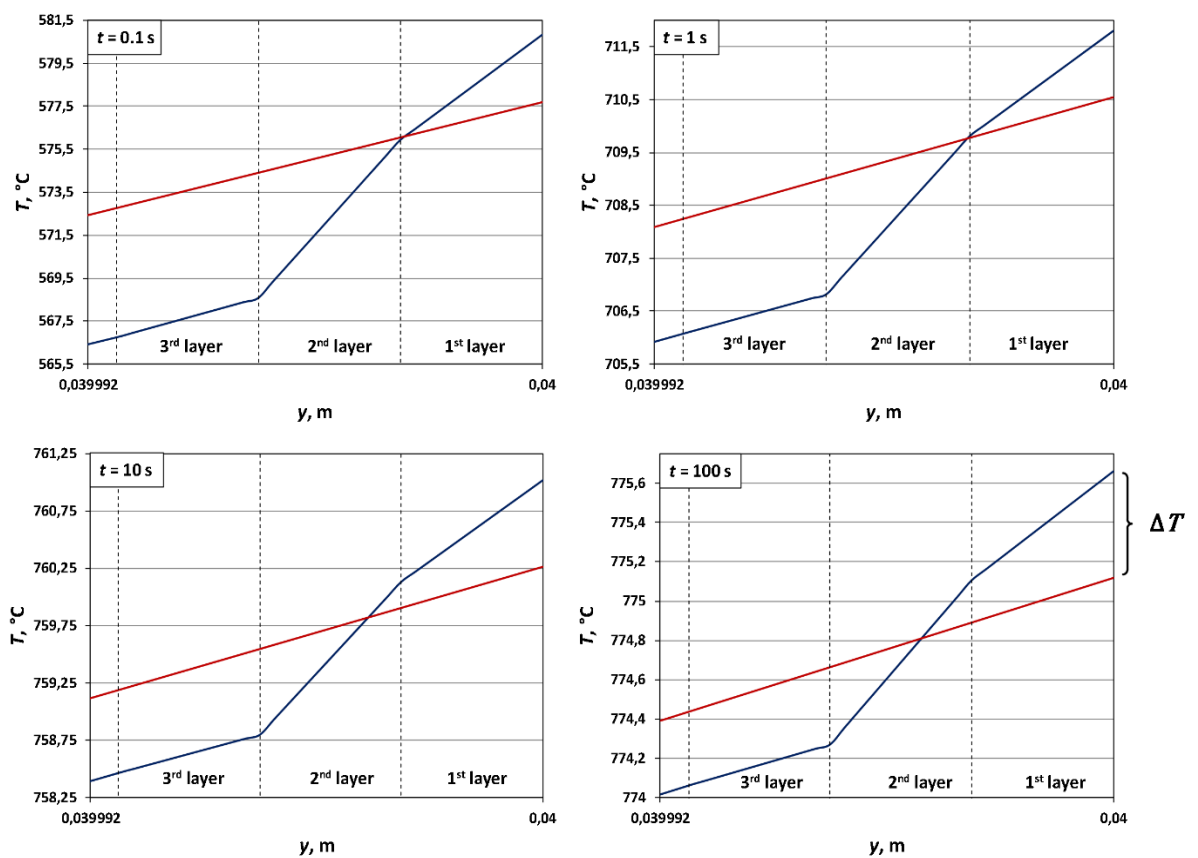 t = 0.1 s
581,5
579,5
577,5
575,5
573,5
571,5
569,5
567,5
565,5
T, °C
3rd layer
2nd layer
1st layer
0,039992
0,04
y, m
t = 1 s
711,5
710,5
709,5
708,5
707,5
706,5
705,5
T, °C
3rd layer
2nd layer
1st layer
0,039992
0,04
y, m
t = 10 s
761,25
760,75
760,25
759,75
759,25
758,75
758,25
T, °C
3rd layer
2nd layer
1st layer
0,039992
0,04
y, m
t = 100 s
775,6
775,4
775,2
775
774,8
774,6
774,4
774,2
774
T, °C
ΔT
3rd layer
2nd layer
1st layer
0,039992
0,04
y, m